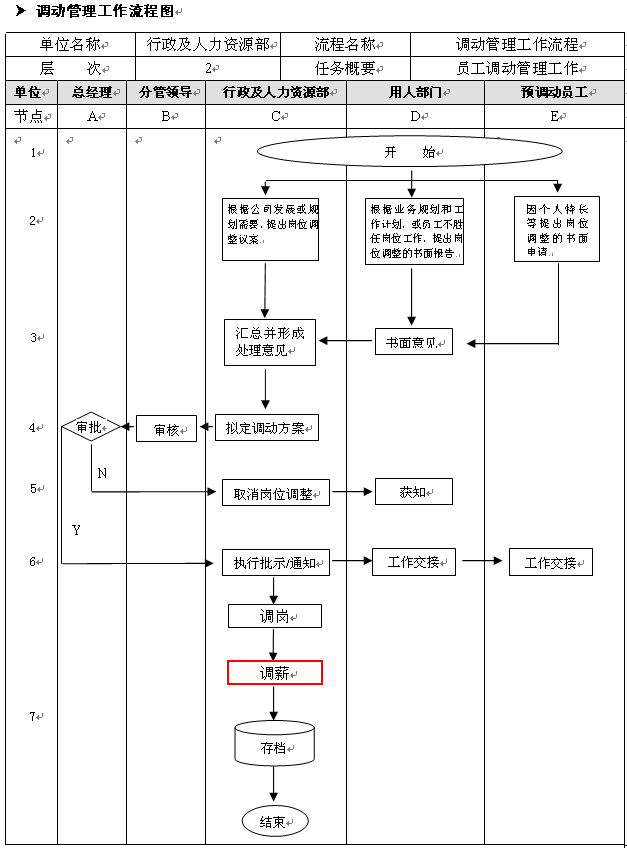 调动管理工作流程图
单位名称 行政及人力资源部 流程名称 调动管理工作流程
层 次 2 任务概要 员工调动管理工作
单位 总经理 分管领导 行政及人力资源部 用人部门 预调动员工
节点 A B C D E
1 开 始
2
根据公司发展或规
划需要，提出岗位调
整议案.
根据业务规划和工
作计划，或员工不胜
任岗位工作，提出岗
位调整的书面报告.
因个人特长
等提出岗位
调整的书面
申请.
3
汇总并形成
处理意见
书面意见
4 审批 审核 拟定调动方案
N
5 取消岗位调整 获知
Y
6 执行批示/通知 工作交接 工作交接
调岗
调薪
7
存档
结束